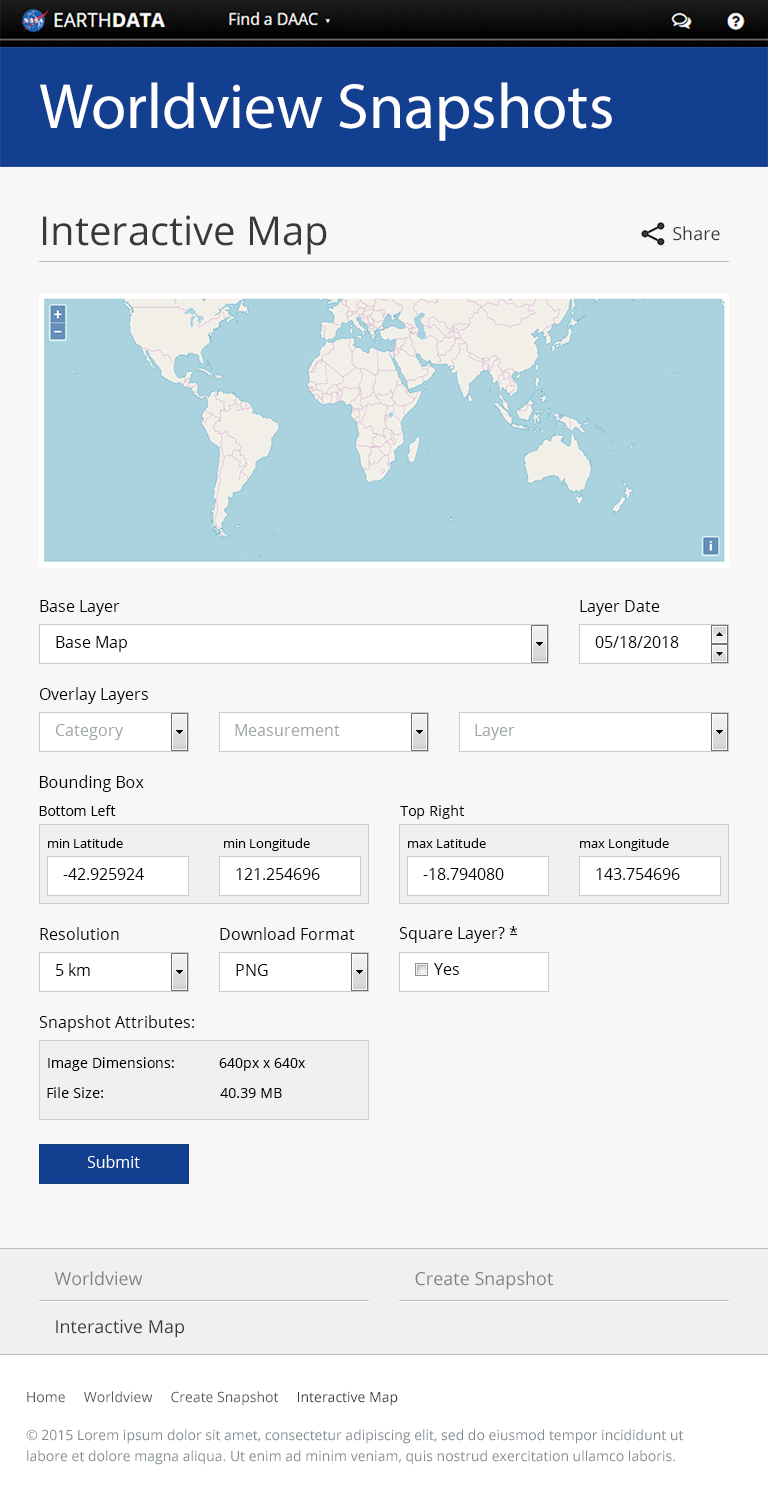 NASA EARTHDATA Find a DAAC
Worldview Snapshots
Interactive Map Share
+
−
i
Base Layer Layer Date
Base Map 05/18/2018
Overlay Layers
Category Measurement Layer
Bounding Box
Bottom Left Top Right
min Latitude min Longitude max Latitude max Longitude
-42.925924 121.254696 -18.794080 143.754696
Resolution Download Format Square Layer? *
5 km PNG Yes
Snapshot Attributes:
Image Dimensions: 640px x 640x
File Size: 40.39 MB
Submit
Worldview Create Snapshot
Interactive Map
Home Worldview Create Snapshot Interactive Map
© 2015 Lorem ipsum dolor sit amet, consectetur adipiscing elit, sed do eiusmod tempor incididunt ut
labore et dolore magna aliqua. Ut enim ad minim veniam, quis nostrud exercitation ullamco laboris.